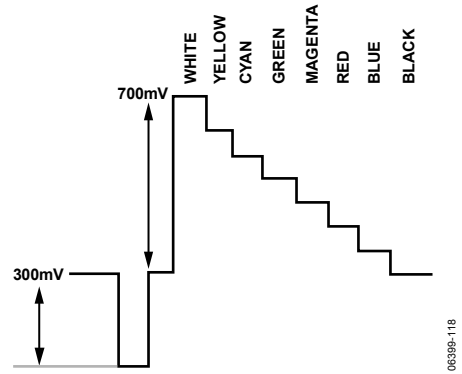 WHITE
YELLOW
CYAN
GREEN
MAGENTA
RED
BLUE
BLACK
700mV
300mV
06399-118